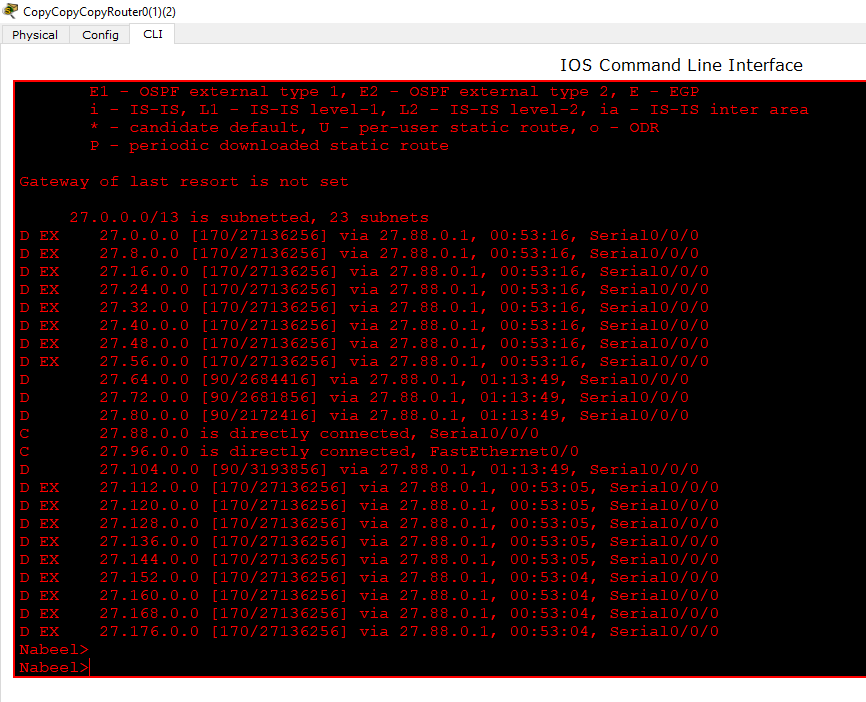 CopyCopyCopyRouter0(1)(2)
Physical Config CLI
IOS Command Line Interface
E1 - OSPF external type 1, E2 - OSPF external type 2, E - EGP
i - IS-IS, L1 - IS-IS level-1, L2 - IS-IS level-2, ia - IS-IS inter area
* - candidate default, U - per-user static route, o - ODR
P - periodic downloaded static route
Gateway of last resort is not set
27.0.0.0/13 is subnetted, 23 subnets
D EX 27.0.0.0 [170/27136256] via 27.88.0.1, 00:53:16, Serial0/0/0
D EX 27.8.0.0 [170/27136256] via 27.88.0.1, 00:53:16, Serial0/0/0
D EX 27.16.0.0 [170/27136256] via 27.88.0.1, 00:53:16, Serial0/0/0
D EX 27.24.0.0 [170/27136256] via 27.88.0.1, 00:53:16, Serial0/0/0
D EX 27.32.0.0 [170/27136256] via 27.88.0.1, 00:53:16, Serial0/0/0
D EX 27.40.0.0 [170/27136256] via 27.88.0.1, 00:53:16, Serial0/0/0
D EX 27.48.0.0 [170/27136256] via 27.88.0.1, 00:53:16, Serial0/0/0
D EX 27.56.0.0 [170/27136256] via 27.88.0.1, 00:53:16, Serial0/0/0
D 27.64.0.0 [90/2684416] via 27.88.0.1, 01:13:49, Serial0/0/0
D 27.72.0.0 [90/2681856] via 27.88.0.1, 01:13:49, Serial0/0/0
D 27.80.0.0 [90/2172416] via 27.88.0.1, 01:13:49, Serial0/0/0
C 27.88.0.0 is directly connected, Serial0/0/0
C 27.96.0.0 is directly connected, FastEthernet0/0
D 27.104.0.0 [90/3193856] via 27.88.0.1, 01:13:49, Serial0/0/0
D EX 27.112.0.0 [170/27136256] via 27.88.0.1, 00:53:05, Serial0/0/0
D EX 27.120.0.0 [170/27136256] via 27.88.0.1, 00:53:05, Serial0/0/0
D EX 27.128.0.0 [170/27136256] via 27.88.0.1, 00:53:05, Serial0/0/0
D EX 27.136.0.0 [170/27136256] via 27.88.0.1, 00:53:05, Serial0/0/0
D EX 27.144.0.0 [170/27136256] via 27.88.0.1, 00:53:05, Serial0/0/0
D EX 27.152.0.0 [170/27136256] via 27.88.0.1, 00:53:04, Serial0/0/0
D EX 27.160.0.0 [170/27136256] via 27.88.0.1, 00:53:04, Serial0/0/0
D EX 27.168.0.0 [170/27136256] via 27.88.0.1, 00:53:04, Serial0/0/0
D EX 27.176.0.0 [170/27136256] via 27.88.0.1, 00:53:04, Serial0/0/0
Nabeel>
Nabeel>